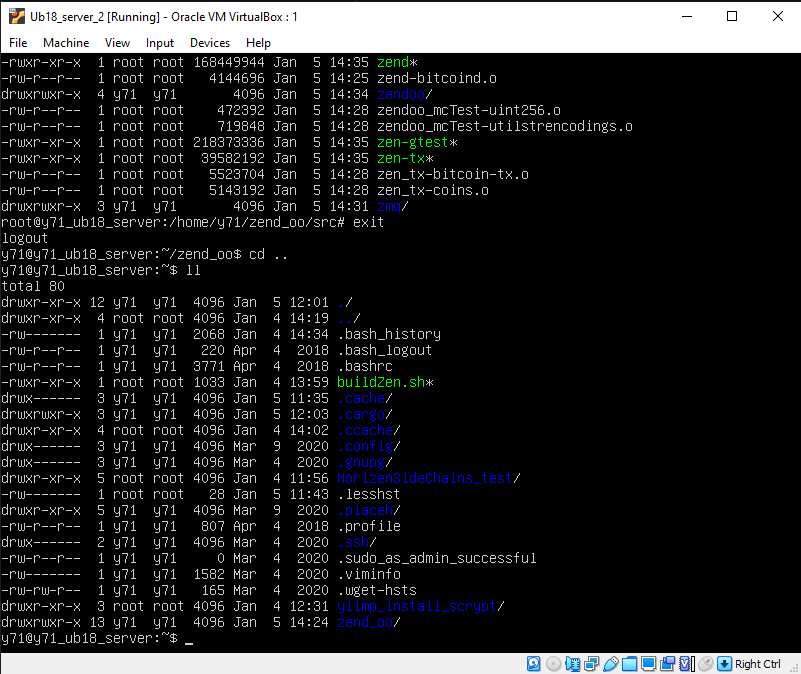 Ub18_server_2 [Running] - Oracle VM VirtualBox : 1
File Machine View Input Devices Help
-rwxr-xr-x 1 root root 168449944 Jan 5 14:35 zend*
-rw-r--r-- 1 root root 4144696 Jan 5 14:25 zend-bitcoind.o
drwxrwxr-x 4 y71 y71 4096 Jan 5 14:34 zendoo/
-rw-r--r-- 1 root root 472392 Jan 5 14:28 zendoo_mcTest-uint256.o
-rw-r--r-- 1 root root 719848 Jan 5 14:28 zendoo_mcTest-utilstrencodings.o
-rwxr-xr-x 1 root root 218373336 Jan 5 14:35 zen-gtest*
-rwxr-xr-x 1 root root 39582192 Jan 5 14:35 zen-tx*
-rw-r--r-- 1 root root 5523704 Jan 5 14:28 zen_tx-bitcoin-tx.o
-rw-r--r-- 1 root root 5143192 Jan 5 14:28 zen_tx-coins.o
drwxrwxr-x 3 y71 y71 4096 Jan 5 14:31 zmq/
root@y71_ub18_server:/home/y71/zend_oo/src# exit
logout
y71@y71_ub18_server:~/zend_oo$ cd ..
y71@y71_ub18_server:~$ ll
total 80
drwxr-xr-x 12 y71 y71 4096 Jan 5 12:01 ./
drwxr-xr-x 4 root root 4096 Jan 4 14:19 ../
-rw------- 1 y71 y71 2068 Jan 4 14:34 .bash_history
-rw-r--r-- 1 y71 y71 220 Apr 4 2018 .bash_logout
-rw-r--r-- 1 y71 y71 3771 Apr 4 2018 .bashrc
-rwxr-xr-x 1 root root 1033 Jan 4 13:59 buildZen.sh*
drwx------ 3 y71 y71 4096 Jan 5 11:35 .cache/
drwxrwxr-x 3 y71 y71 4096 Jan 5 12:03 .cargo/
drwxr-xr-x 4 root root 4096 Jan 4 14:02 .ccache/
drwx------ 3 y71 y71 4096 Mar 9 2020 .config/
drwx------ 3 y71 y71 4096 Mar 4 2020 .gnupg/
drwxr-xr-x 5 root root 4096 Jan 4 11:56 HorizenSideChains_test/
-rw------- 1 root root 28 Jan 5 11:43 .lesshst
drwxr-xr-x 5 y71 y71 4096 Mar 9 2020 .placeh/
-rw-r--r-- 1 y71 y71 807 Apr 4 2018 .profile
drwx------ 2 y71 y71 4096 Mar 4 2020 .ssh/
-rw-r--r-- 1 y71 y71 0 Mar 4 2020 .sudo_as_admin_successful
-rw------- 1 y71 y71 1582 Mar 4 2020 .viminfo
-rw-rw-r-- 1 y71 y71 165 Mar 4 2020 .wget-hsts
drwxr-xr-x 3 root root 4096 Jan 4 12:31 yiimp_install_scrypt/
drwxrwxr-x 13 y71 y71 4096 Jan 5 14:24 zend_oo/
y71@y71_ub18_server:~$ _
Right Ctrl